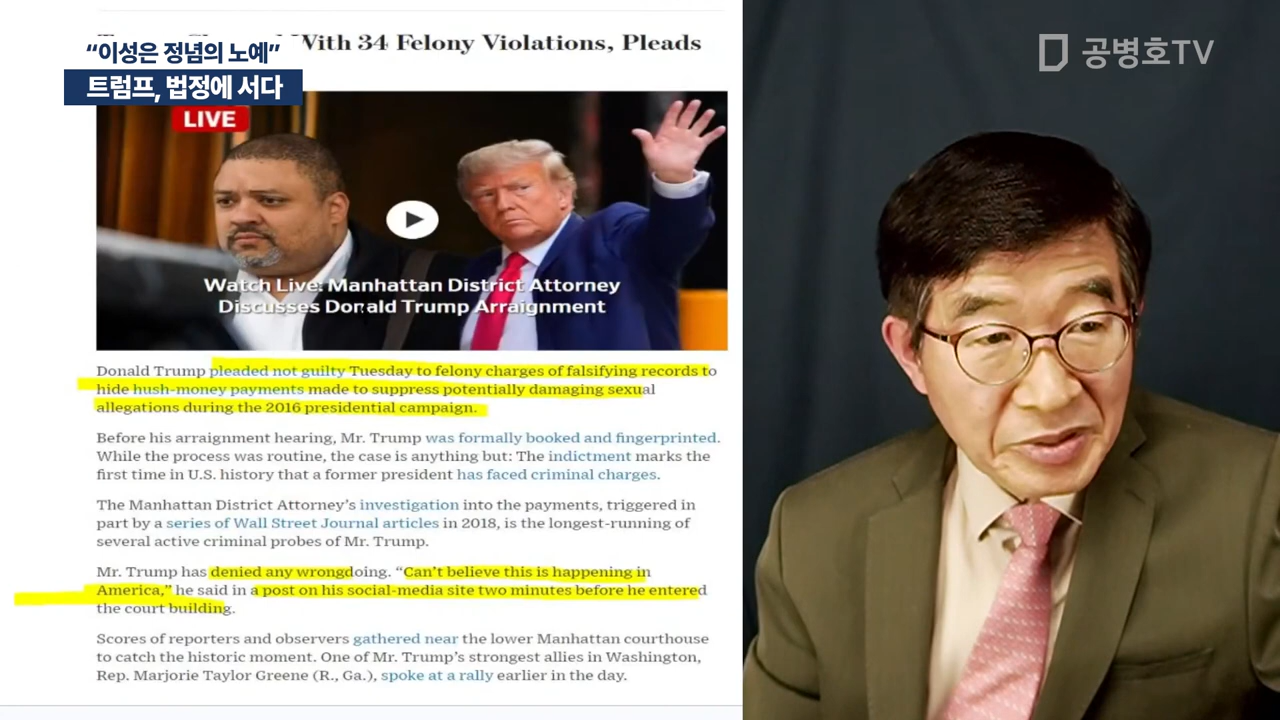 With 34 Felony Violations, Pleads
“이성은 정념의 노예”
트럼프, 법정에 서다
공병호TV
LIVE
Watch Live: Manhattan District Attorney
Discusses Donald Trump Arraignment
Donald Trump pleaded not guilty Tuesday to felony charges of falsifying records to
hide hush-money payments made to suppress potentially damaging sexual
allegations during the 2016 presidential campaign.
Before his arraignment hearing, Mr. Trump was formally booked and fingerprinted.
While the process was routine, the case is anything but: The indictment marks the
first time in U.S. history that a former president has faced criminal charges.
The Manhattan District Attorney’s investigation into the payments, triggered in
part by a series of Wall Street Journal articles in 2018, is the longest-running of
several active criminal probes of Mr. Trump.
Mr. Trump has denied any wrongdoing. “Can’t believe this is happening in
America,” he said in a post on his social-media site two minutes before he entered
the court building.
Scores of reporters and observers gathered near the lower Manhattan courthouse
to catch the historic moment. One of Mr. Trump’s strongest allies in Washington,
Rep. Marjorie Taylor Greene (R., Ga.), spoke at a rally earlier in the day.